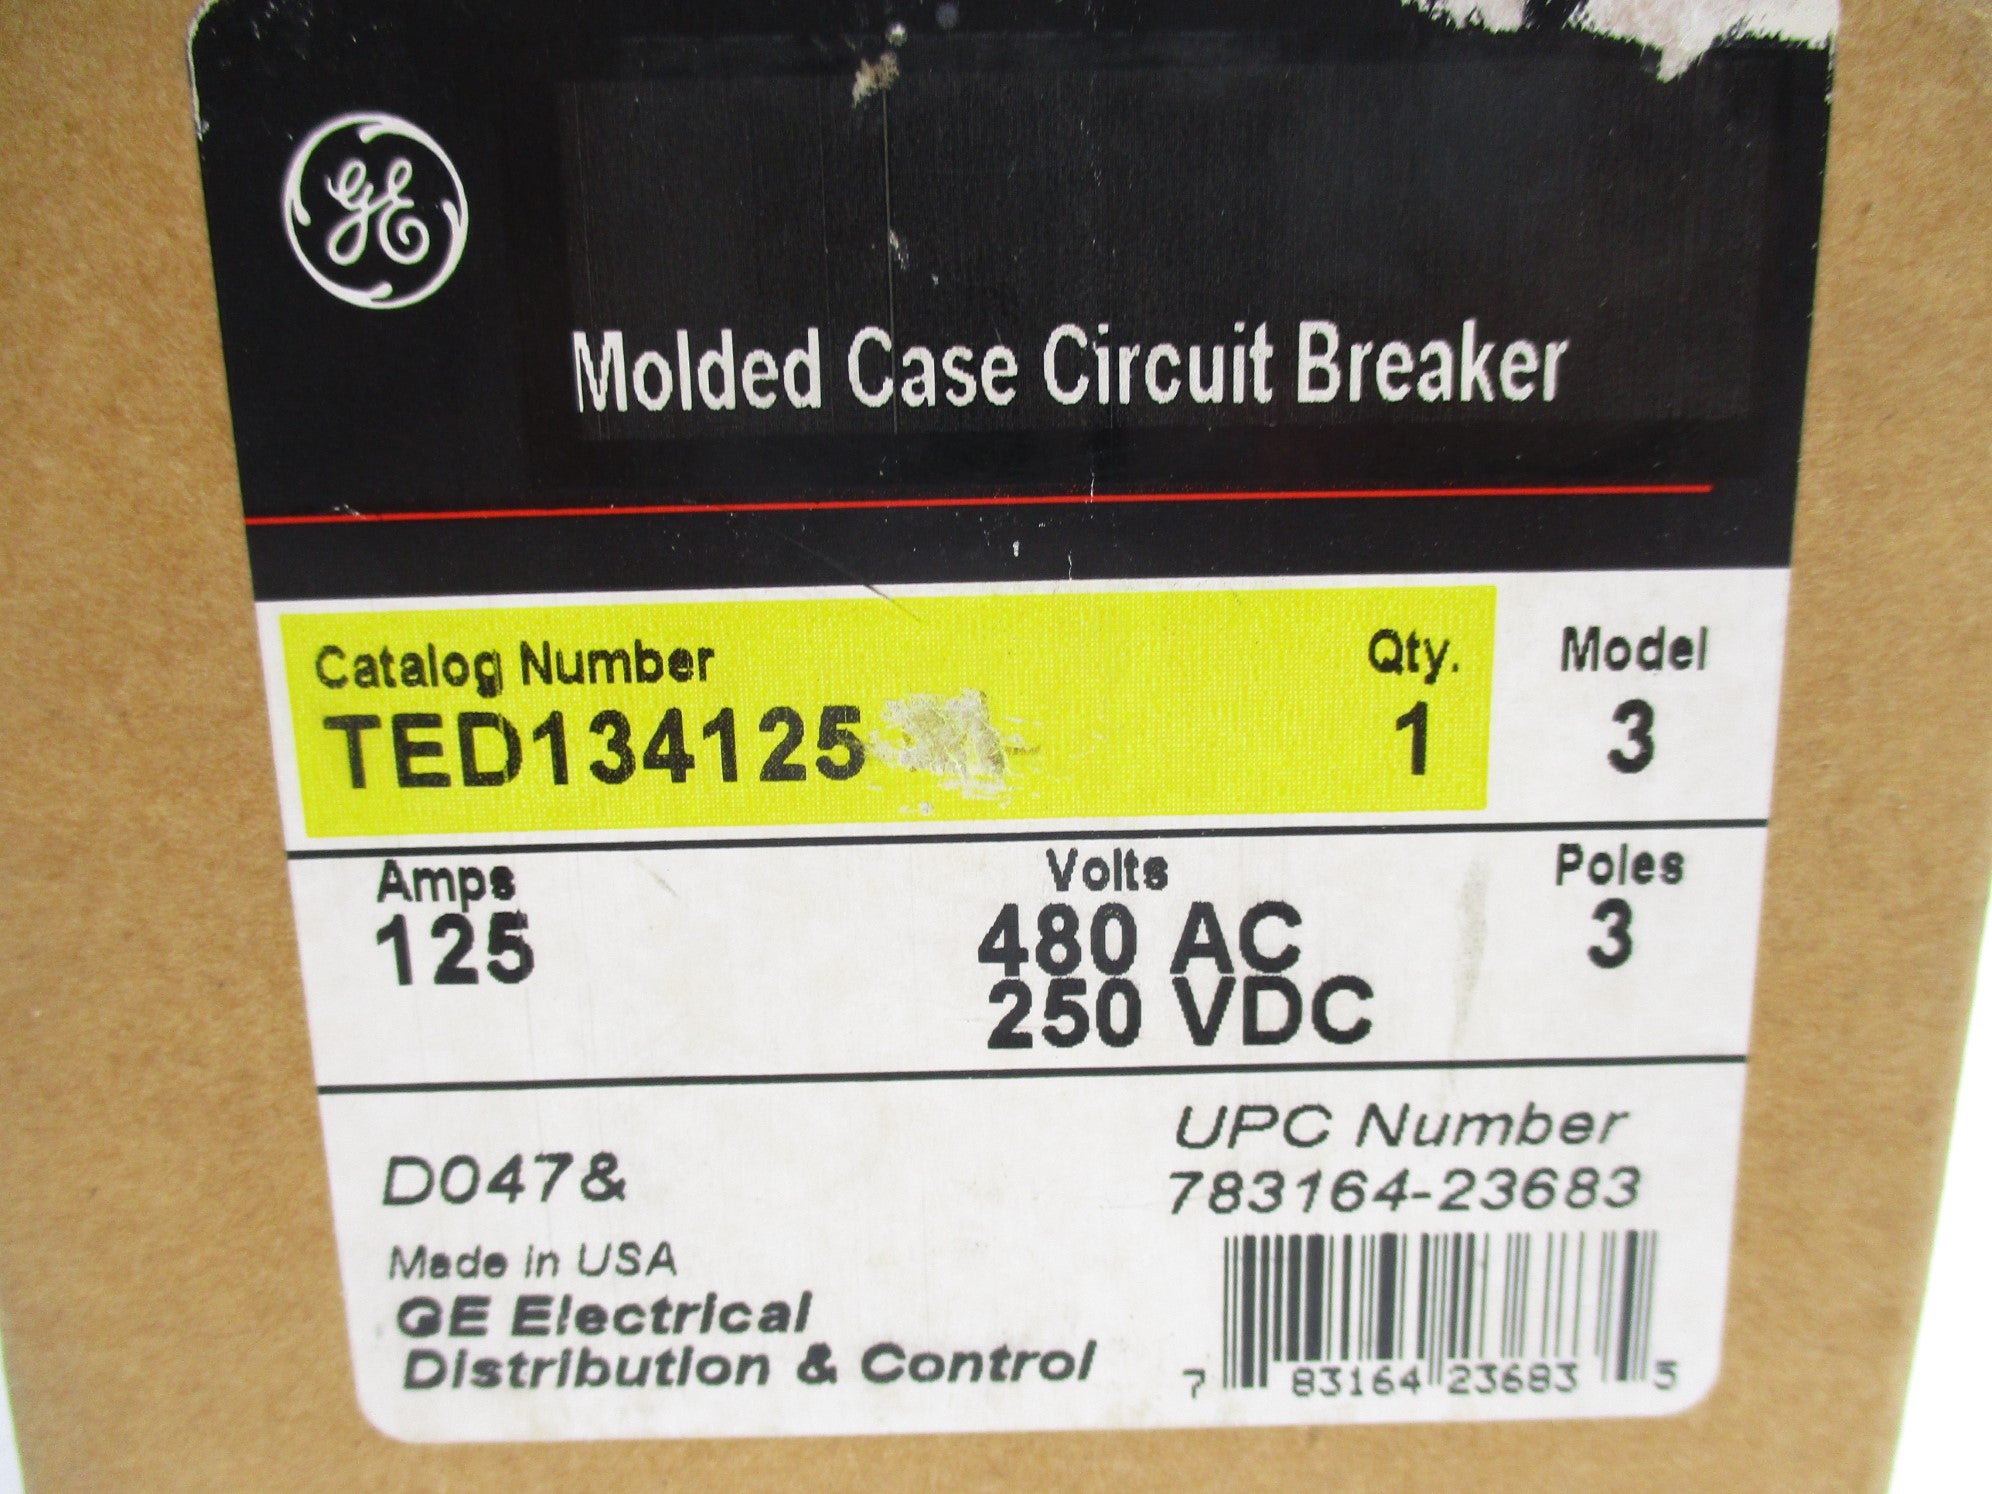 GE
Molded Case Circuit Breaker
Catalog Number Qty. Model
TED134125 1 3
Amps Volts Poles
125 480 AC 3
250 VDC
D047& UPC Number
783164-23683
Made in USA
GE Electrical
Distribution & Control
7 83164 23683 5